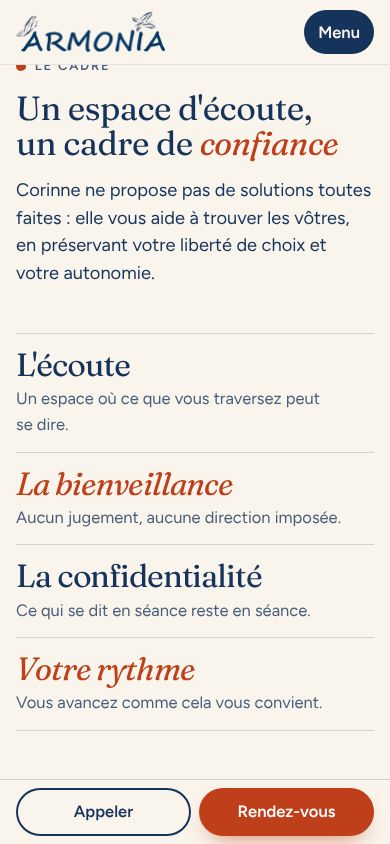 ARMONIA
Menu
LE CADRE
Un espace d'écoute,
un cadre de confiance
Corinne ne propose pas de solutions toutes
faites : elle vous aide à trouver les vôtres,
en préservant votre liberté de choix et
votre autonomie.
L'écoute
Un espace où ce que vous traversez peut
se dire.
La bienveillance
Aucun jugement, aucune direction imposée.
La confidentialité
Ce qui se dit en séance reste en séance.
Votre rythme
Vous avancez comme cela vous convient.
Appeler
Rendez-vous